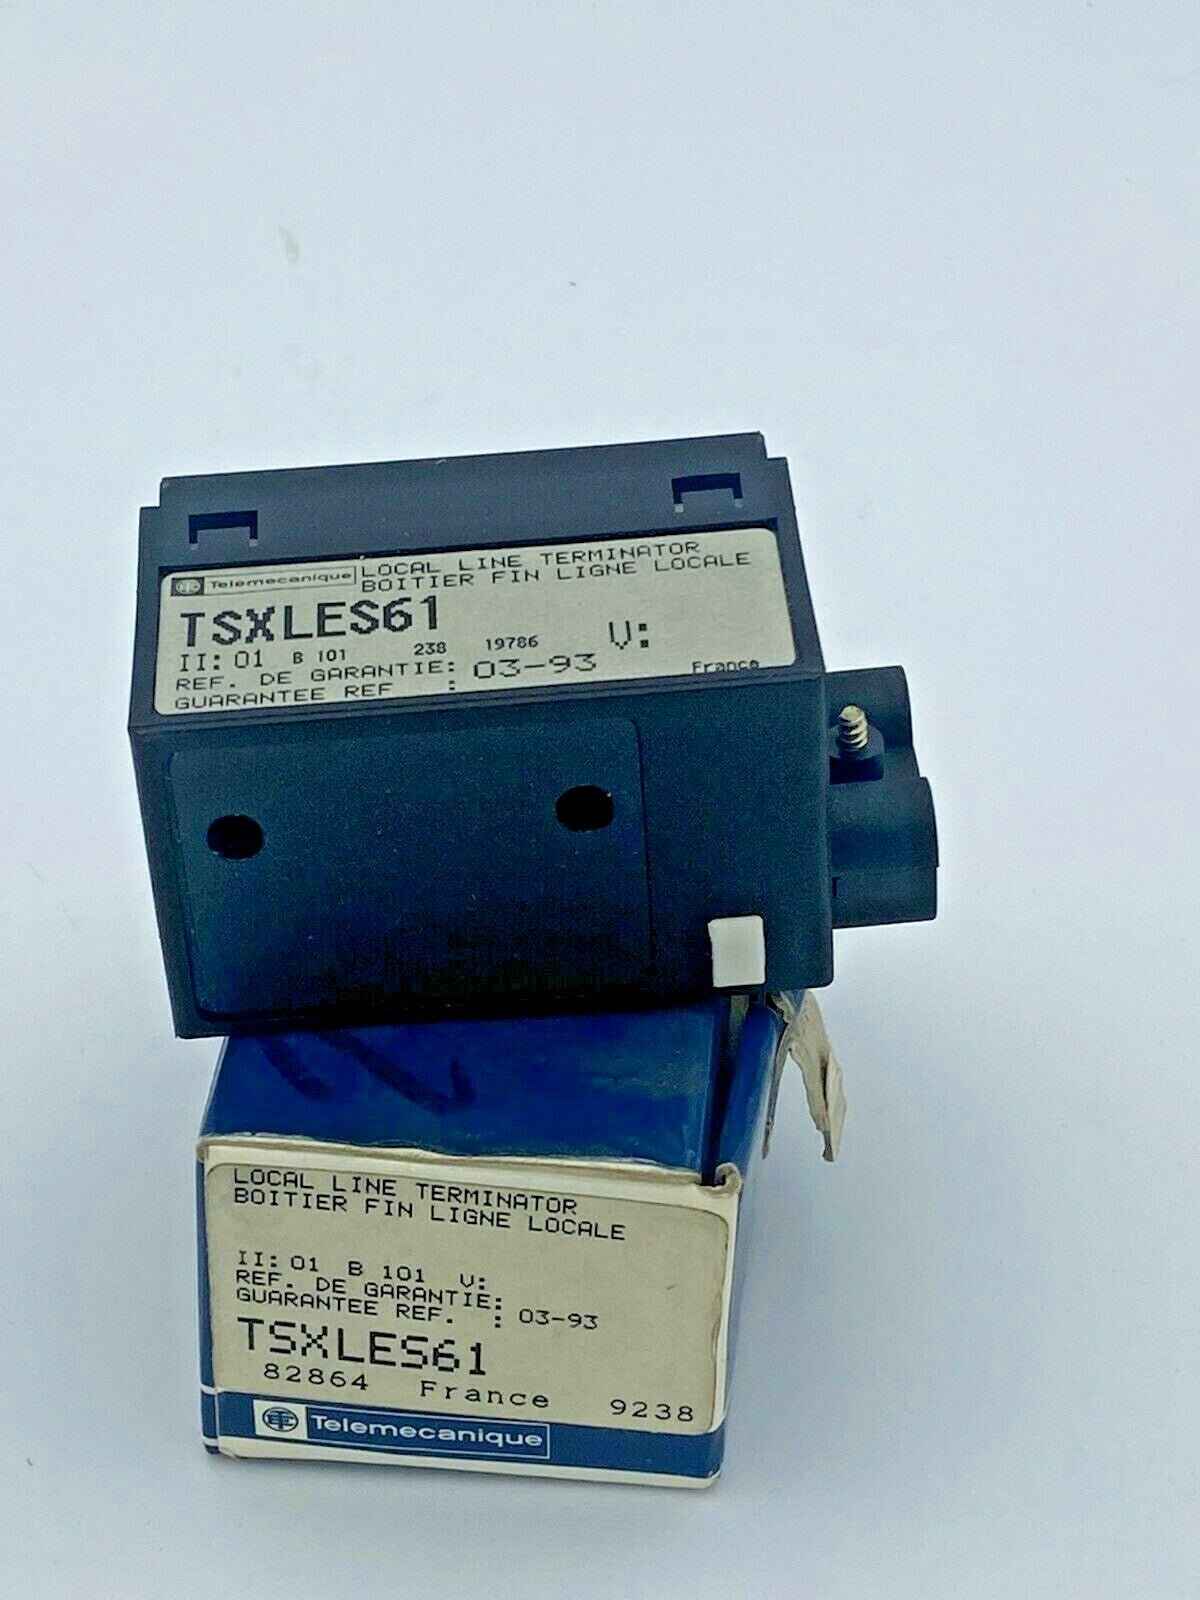 Telemecanique LOCAL LINE TERMINATOR
BOITIER FIN LIGNE LOCALE
TSXLES61
II: 01 B 101 238 19786 V:
REF. DE GARANTIE: 03-93
GUARANTEE REF : France
LOCAL LINE TERMINATOR
BOITIER FIN LIGNE LOCALE
II: 01 B 101 V:
REF. DE GARANTIE:
GUARANTEE REF. : 03-93
TSXLES61
82864 France 9238
Telemecanique